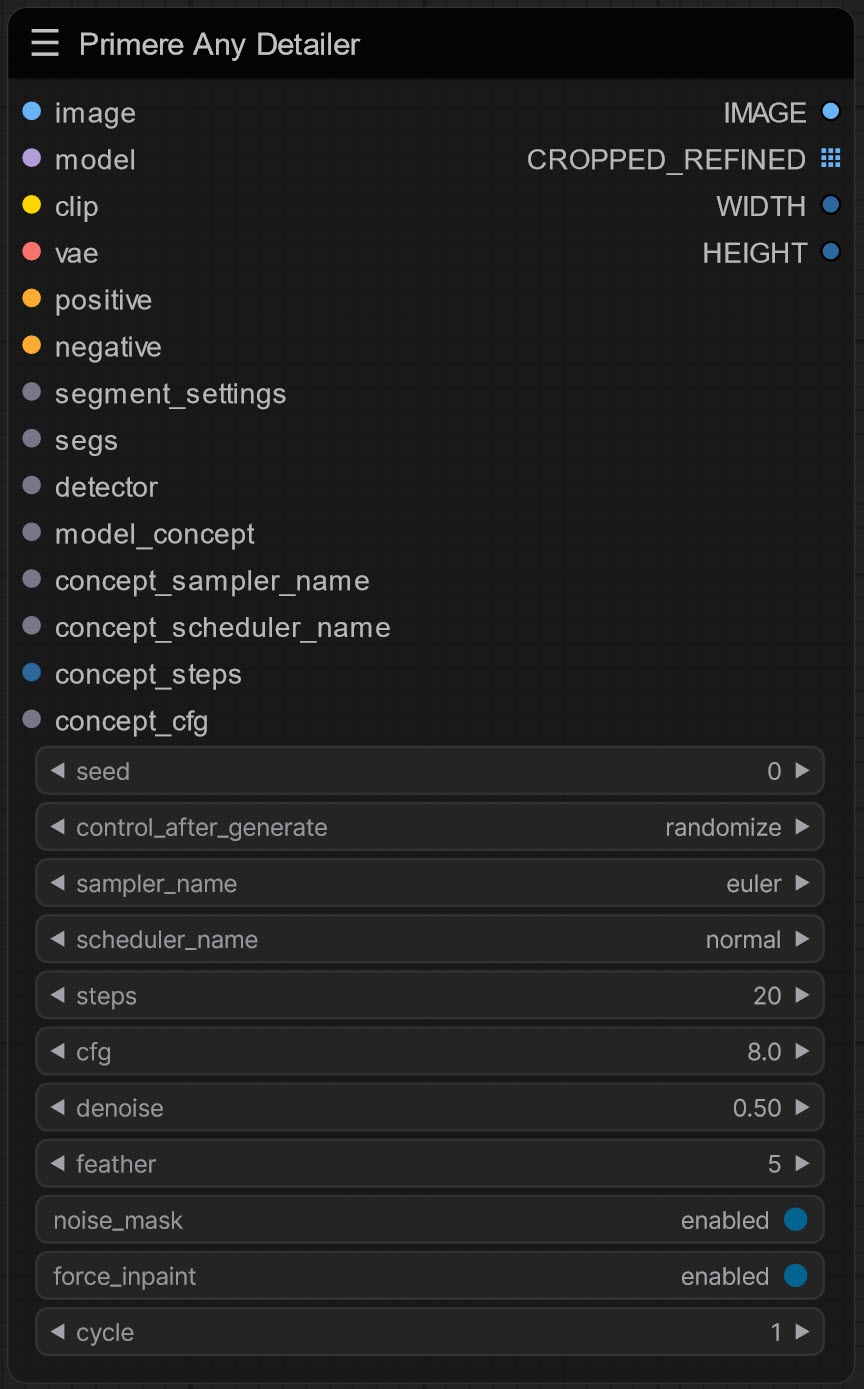 Primere Any Detailer
image IMAGE
model CROPPED_REFINED
clip WIDTH
vae HEIGHT
positive
negative
segment_settings
segs
detector
model_concept
concept_sampler_name
concept_scheduler_name
concept_steps
concept_cfg
seed 0
control_after_generate randomize
sampler_name euler
scheduler_name normal
steps 20
cfg 8.0
denoise 0.50
feather 5
noise_mask enabled
force_inpaint enabled
cycle 1